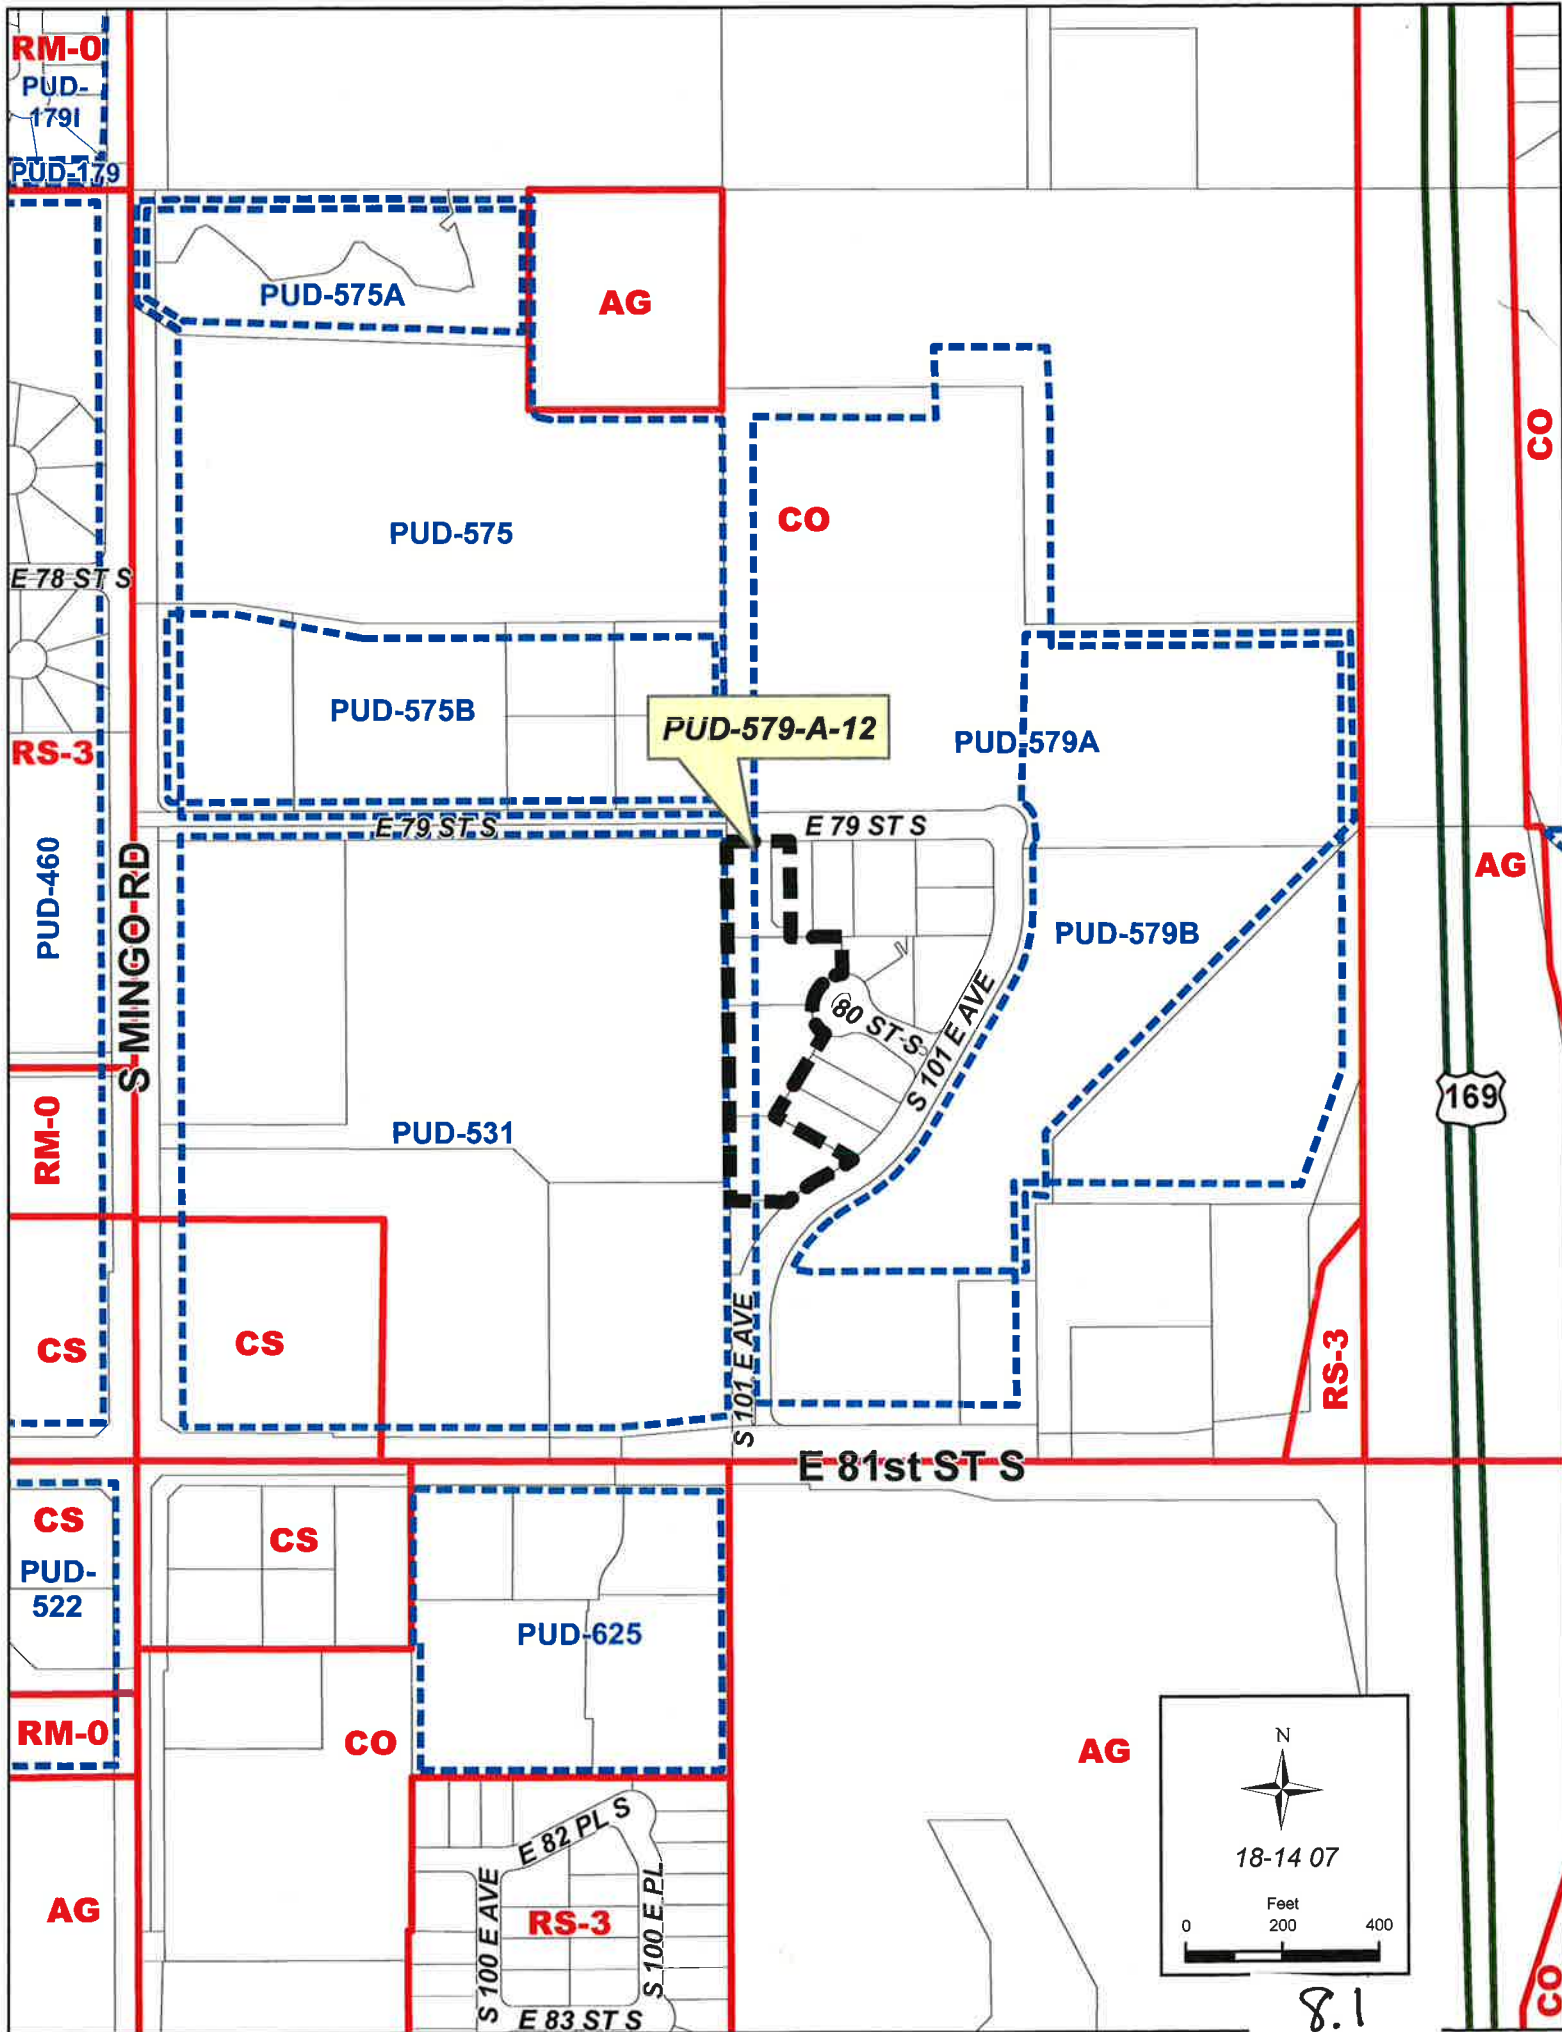 RM-0
PUD-
179I
PUD-179
PUD-575A
AG
CO
CO
PUD-575
E 78 ST S
PUD-575B
PUD-579-A-12
PUD-579A
RS-3
E 79 ST S
E 79 ST S
PUD-460
S MINGO RD
AG
PUD-579B
80 ST S
S 101 E AVE
169
RM-0
PUD-531
CS
CS
S 101 E AVE
RS-3
E 81st ST S
CS
PUD-
522
CS
PUD-625
RM-0
CO
AG
N
18-14 07
Feet
0 200 400
E 82 PL S
AG
S 100 E AVE
RS-3
S 100 E PL
E 83 ST S
CO
8.1